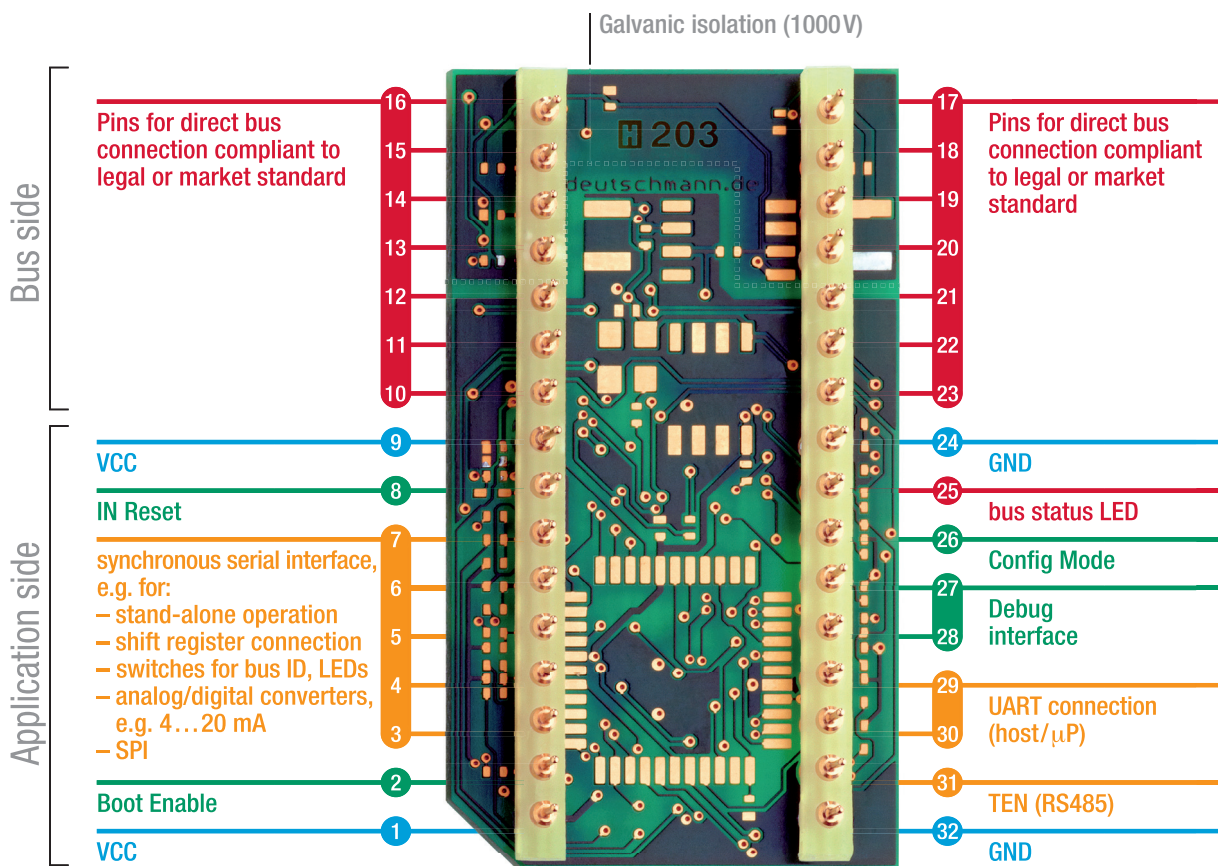 Galvanic isolation (1000 V)
Bus side
16
Pins for direct bus
connection compliant to
legal or market standard
15
14
13
12
11
10
17
Pins for direct bus
connection compliant
to legal or market
standard
18
19
20
21
22
23
H 203
deutschmann.de
Application side
9
VCC
8
IN Reset
7
synchronous serial interface,
e.g. for:
– stand-alone operation
– shift register connection
– switches for bus ID, LEDs
– analog/digital converters,
e.g. 4…20 mA
– SPI
6
5
4
3
2
Boot Enable
1
VCC
24
GND
25
bus status LED
26
Config Mode
27
Debug
interface
28
29
UART connection
(host/µP)
30
31
TEN (RS485)
32
GND